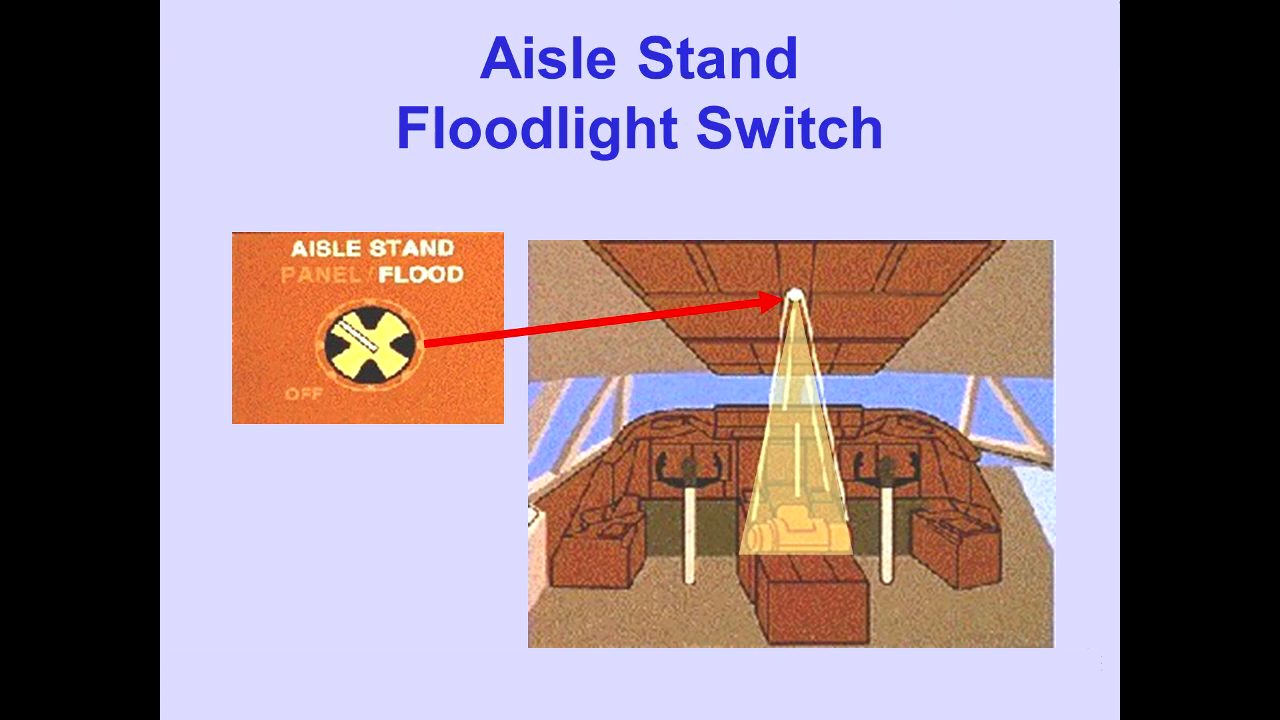 Aisle Stand
Floodlight Switch
AISLE STAND
PANEL / FLOOD
OFF